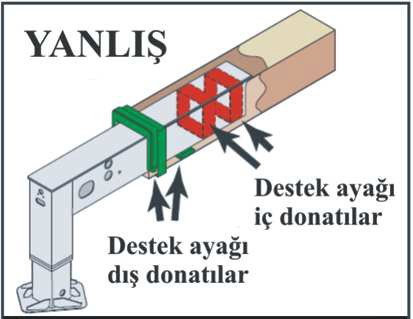 YANLIŞ
Destek ayağı
iç donatılar
Destek ayağı
dış donatılar